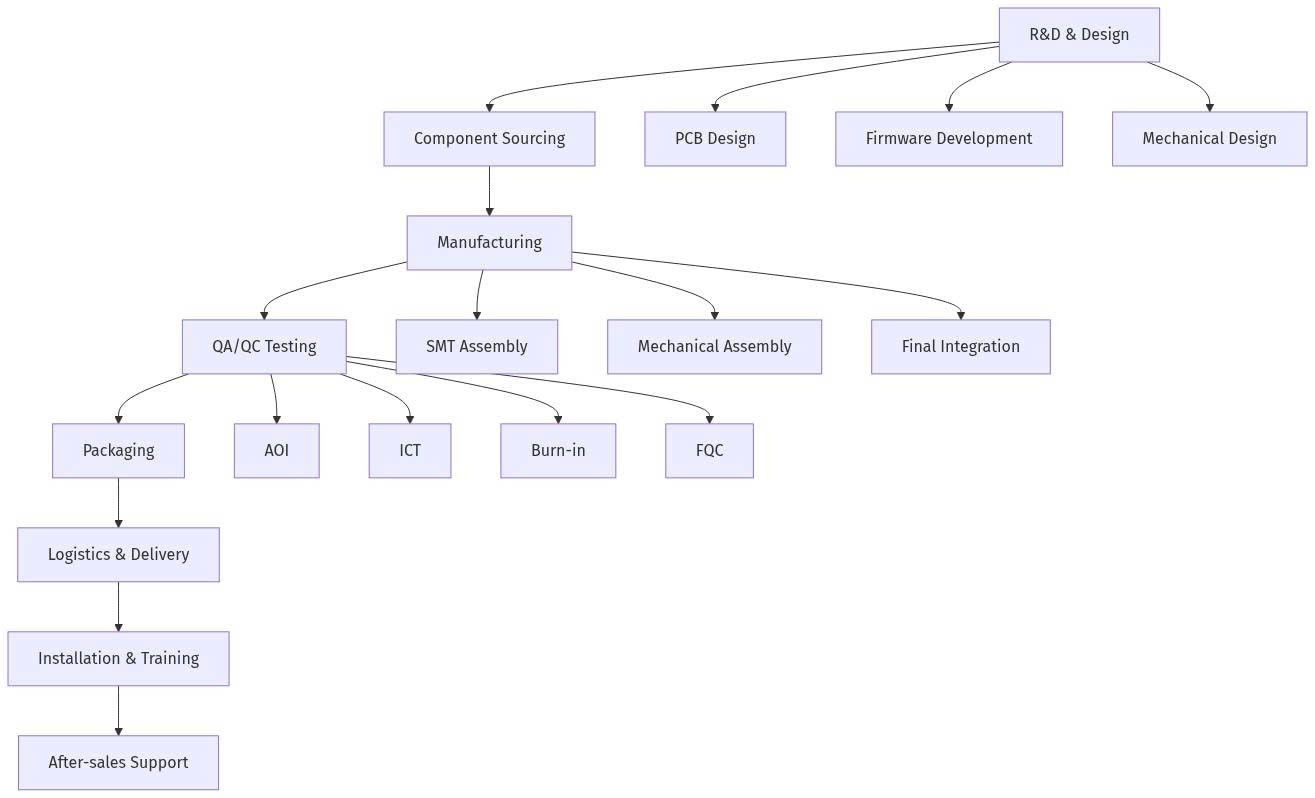 R&D & Design
Component Sourcing
PCB Design
Firmware Development
Mechanical Design
Manufacturing
QA/QC Testing
SMT Assembly
Mechanical Assembly
Final Integration
Packaging
AOI
ICT
Burn-in
FQC
Logistics & Delivery
Installation & Training
After-sales Support